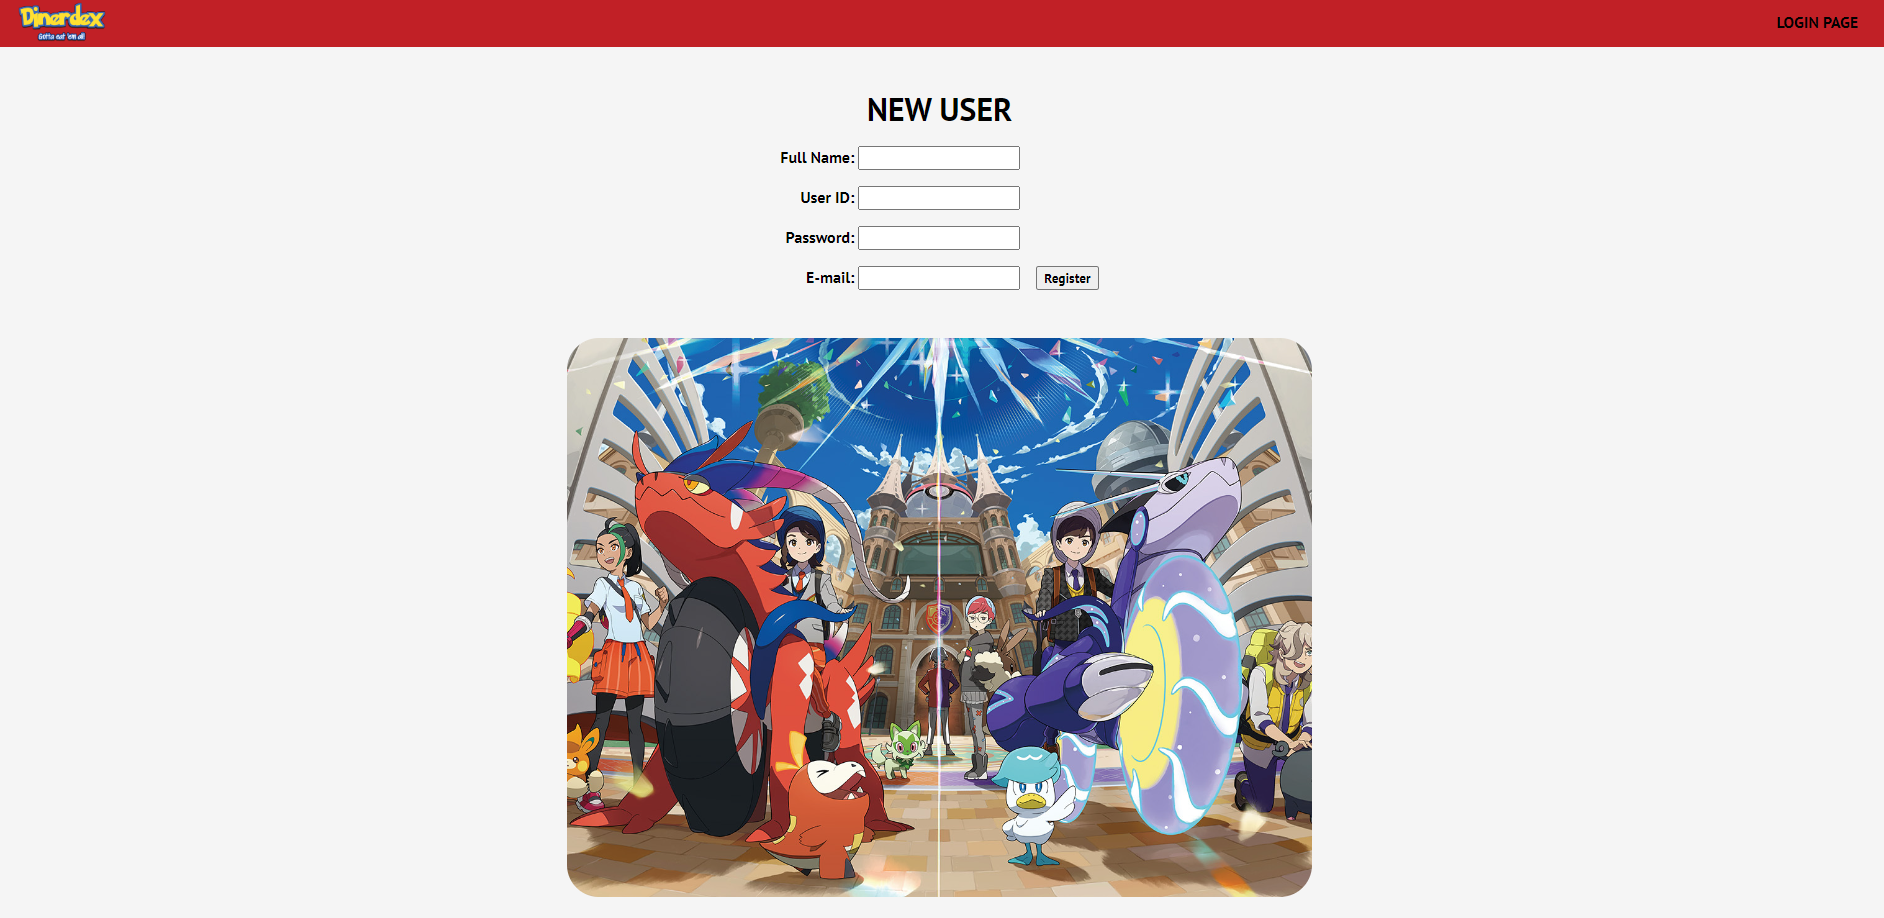 Dinerdex
Gotta eat 'em all!
LOGIN PAGE
NEW USER
Full Name:
User ID:
Password:
E-mail:
Register